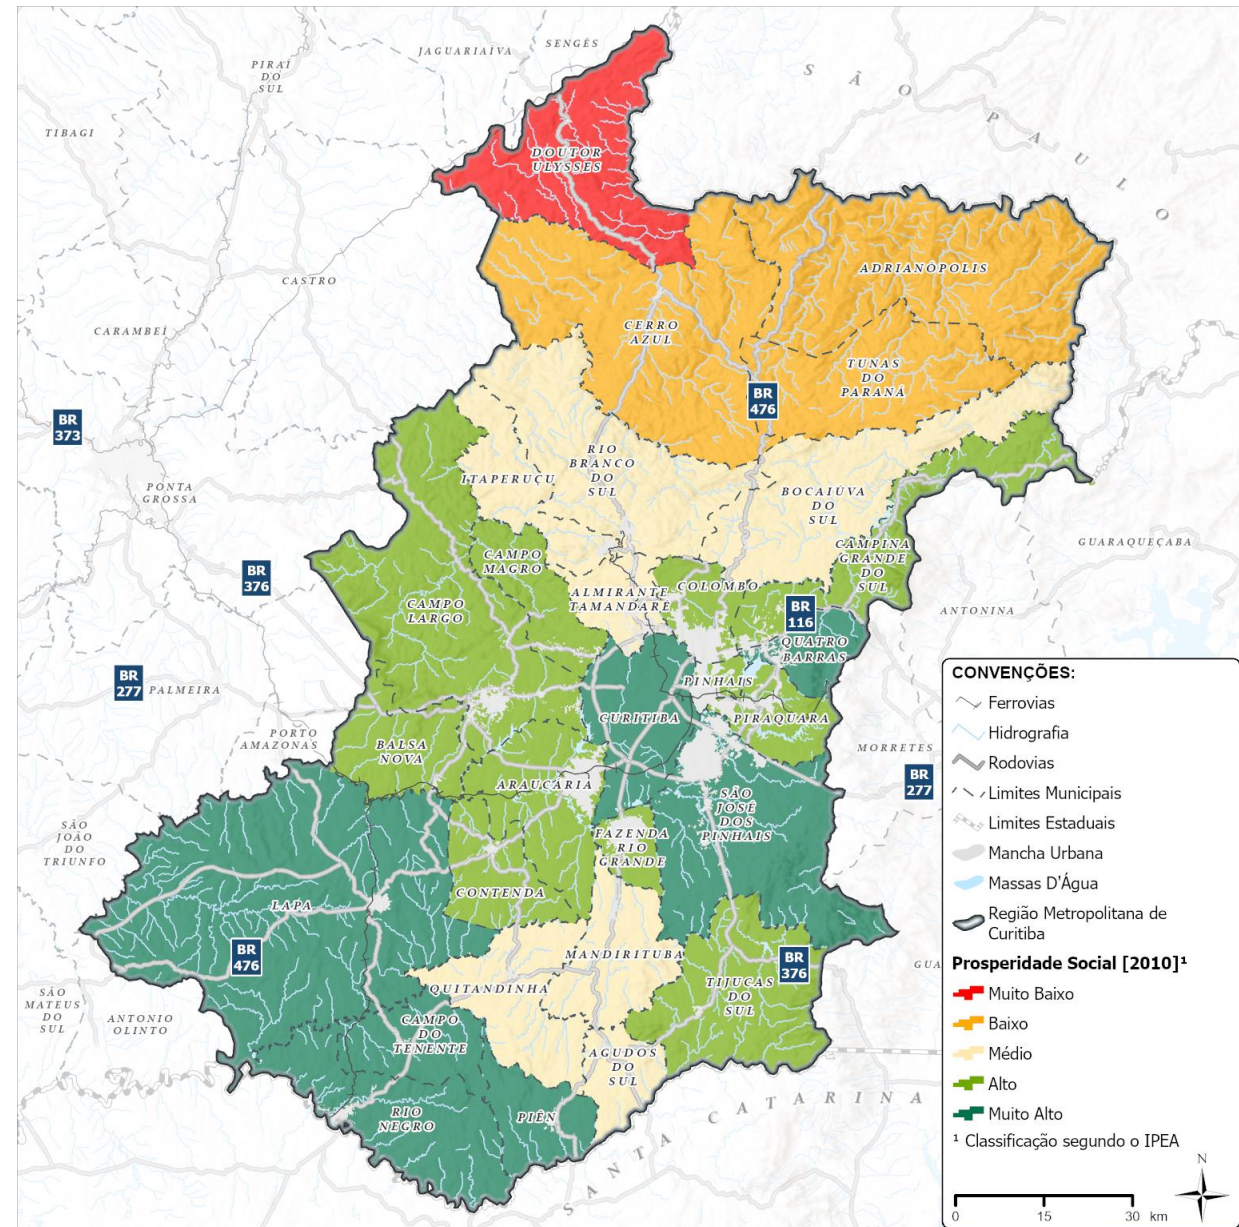 SENGÉS
JAGUARIAÍVA
PIRAÍ
DO
SUL
SÃO PAULO
TIBAGI
DOUTOR
ULYSSES
CASTRO
ADRIANÓPOLIS
CARAMBEÍ
CERRO
AZUL
TUNAS
DO
PARANÁ
BR
476
BR
373
RIO
BRANCO
DO
SUL
ITAPERUÇU
PONTA
GROSSA
BOCAIÚVA
DO
SUL
CAMPINA
GRANDE
DO
SUL
GUARAQUEÇABA
CAMPO
MAGRO
BR
376
COLOMBO
ALMIRANTE
TAMANDARÉ
CAMPO
LARGO
BR
116
ANTONINA
QUATRO
BARRAS
BR
277
PALMEIRA
PINHAIS
CURITIBA
PIRAQUARA
PORTO
AMAZONAS
BALSA
NOVA
MORRETES
BR
277
ARAUCÁRIA
SÃO
JOSÉ
DOS
PINHAIS
SÃO
JOÃO
DO
TRIUNFO
FAZENDA
RIO
GRANDE
CONTENDA
LAPA
BR
476
MANDIRITUBA
BR
376
GUA
QUITANDINHA
TIJUCAS
DO
SUL
SÃO
MATEUS
DO
SUL
ANTONIO
OLINTO
CAMPO
DO
TENENTE
AGUDOS
DO
SUL
RIO
NEGRO
PIÊN
SANTA CATARINA
CONVENÇÕES:
Ferrovias
Hidrografia
Rodovias
Limites Municipais
Limites Estaduais
Mancha Urbana
Massas D'Água
Região Metropolitana de
Curitiba
Prosperidade Social [2010]¹
Muito Baixo
Baixo
Médio
Alto
Muito Alto
¹ Classificação segundo o IPEA
N
0 15 30 km